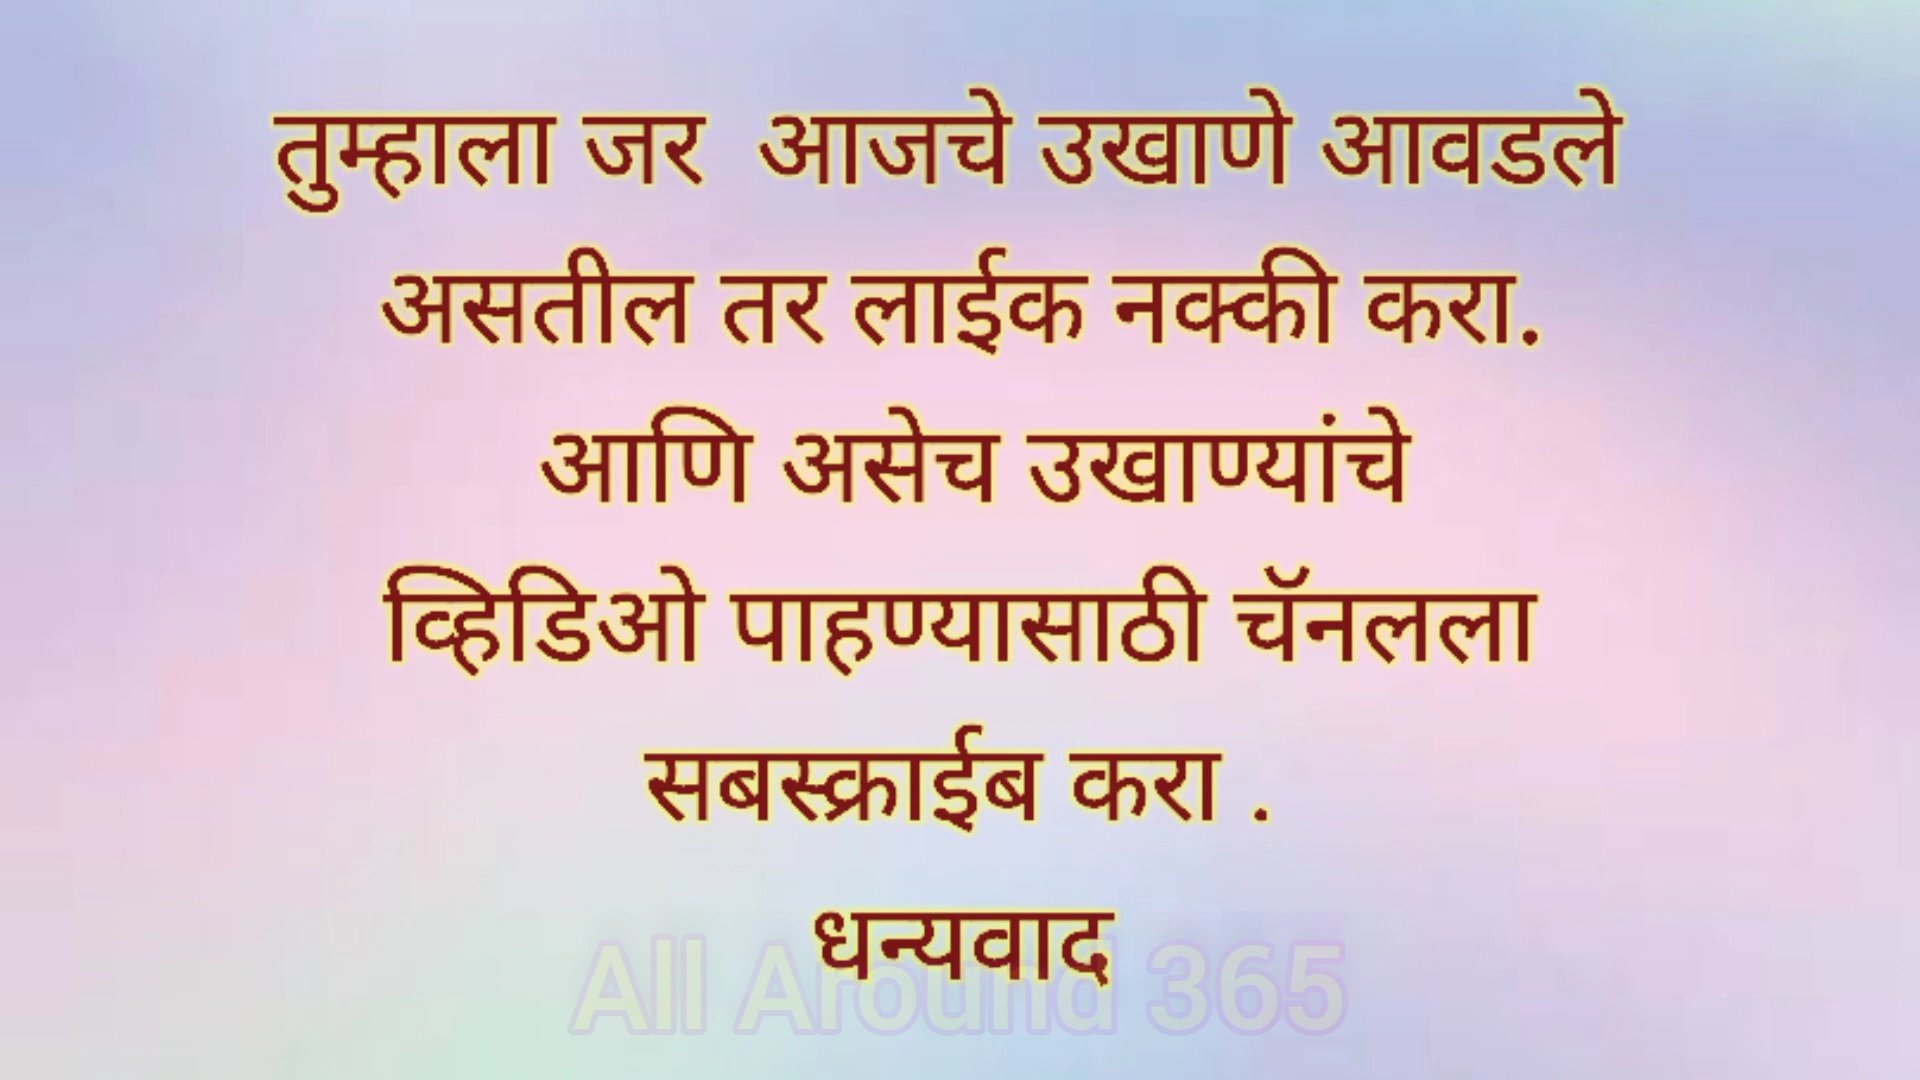 तुम्हाला जर आजचे उखाणे आवडले
असतील तर लाईक नक्की करा.
आणि असेच उखाण्यांचे
व्हिडिओ पाहण्यासाठी चॅनलला
सबस्क्राईब करा .
धन्यवाद
All Around 365